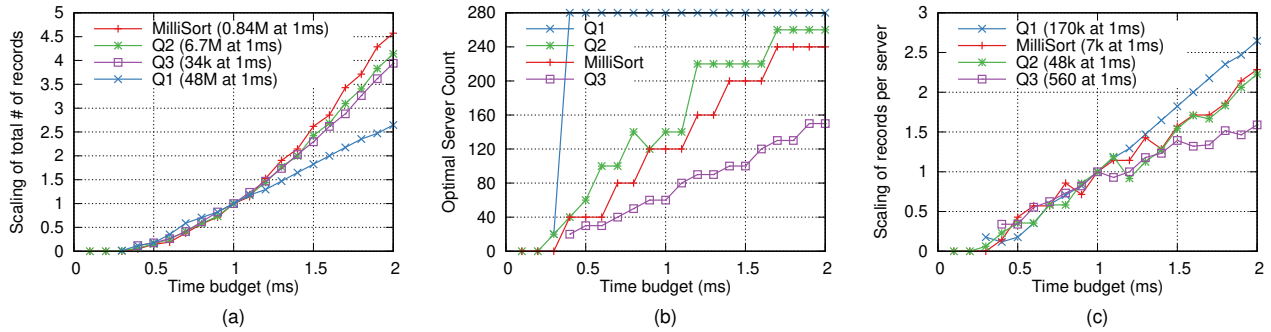 Scaling of total # of records
5
4.5
4
3.5
3
2.5
2
1.5
1
0.5
0
MilliSort (0.84M at 1ms)
Q2 (6.7M at 1ms)
Q3 (34k at 1ms)
Q1 (48M at 1ms)
0 0.5 1 1.5 2
Time budget (ms)
(a)
Optimal Server Count
280
240
200
160
120
80
40
0
Q1
Q2
MilliSort
Q3
0 0.5 1 1.5 2
Time budget (ms)
(b)
Scaling of records per server
3
2.5
2
1.5
1
0.5
0
Q1 (170k at 1ms)
MilliSort (7k at 1ms)
Q2 (48k at 1ms)
Q3 (560 at 1ms)
0 0.5 1 1.5 2
Time budget (ms)
(c)